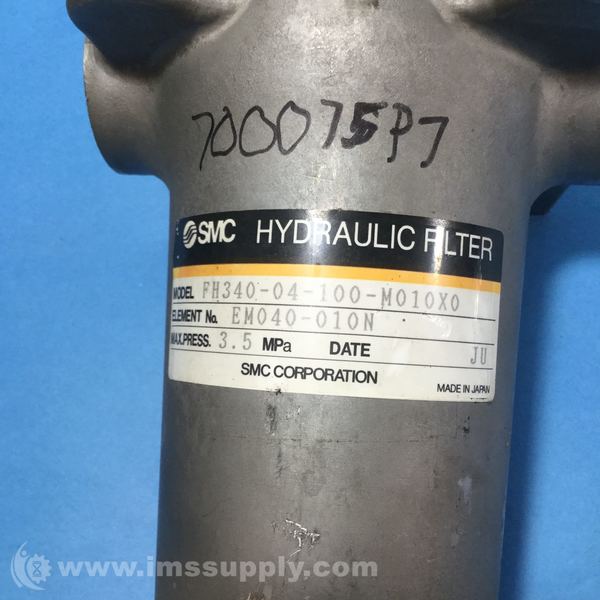 700075P7
SMC HYDRAULIC FILTER
MODEL FH340-04-100-M010X0
ELEMENT No. EM040-010N
MAX.PRESS. 3.5 MPa DATE JU
SMC CORPORATION
MADE IN JAPAN
© www.imssupply.com